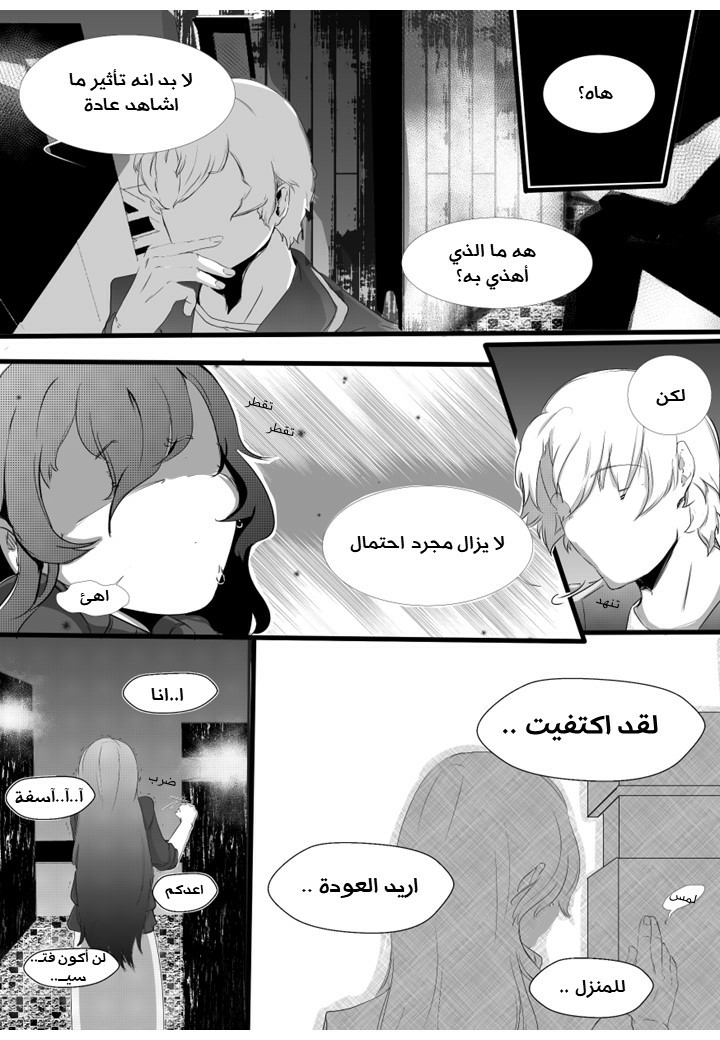 هاه؟
لا بد انه تأثير ما
اشاهد عادة
هه ما الذي
أهذي به؟
لكن
تنهد
لا يزال مجرد احتمال
تقطر
تقطر
اهئ
لقد اكتفيت ..
اريد العودة ..
لمس
للمنزل ..
ا..انا
ضرب
آ..آ..آسفة
اعدكم
لن أكون فتـ..
سيـ..